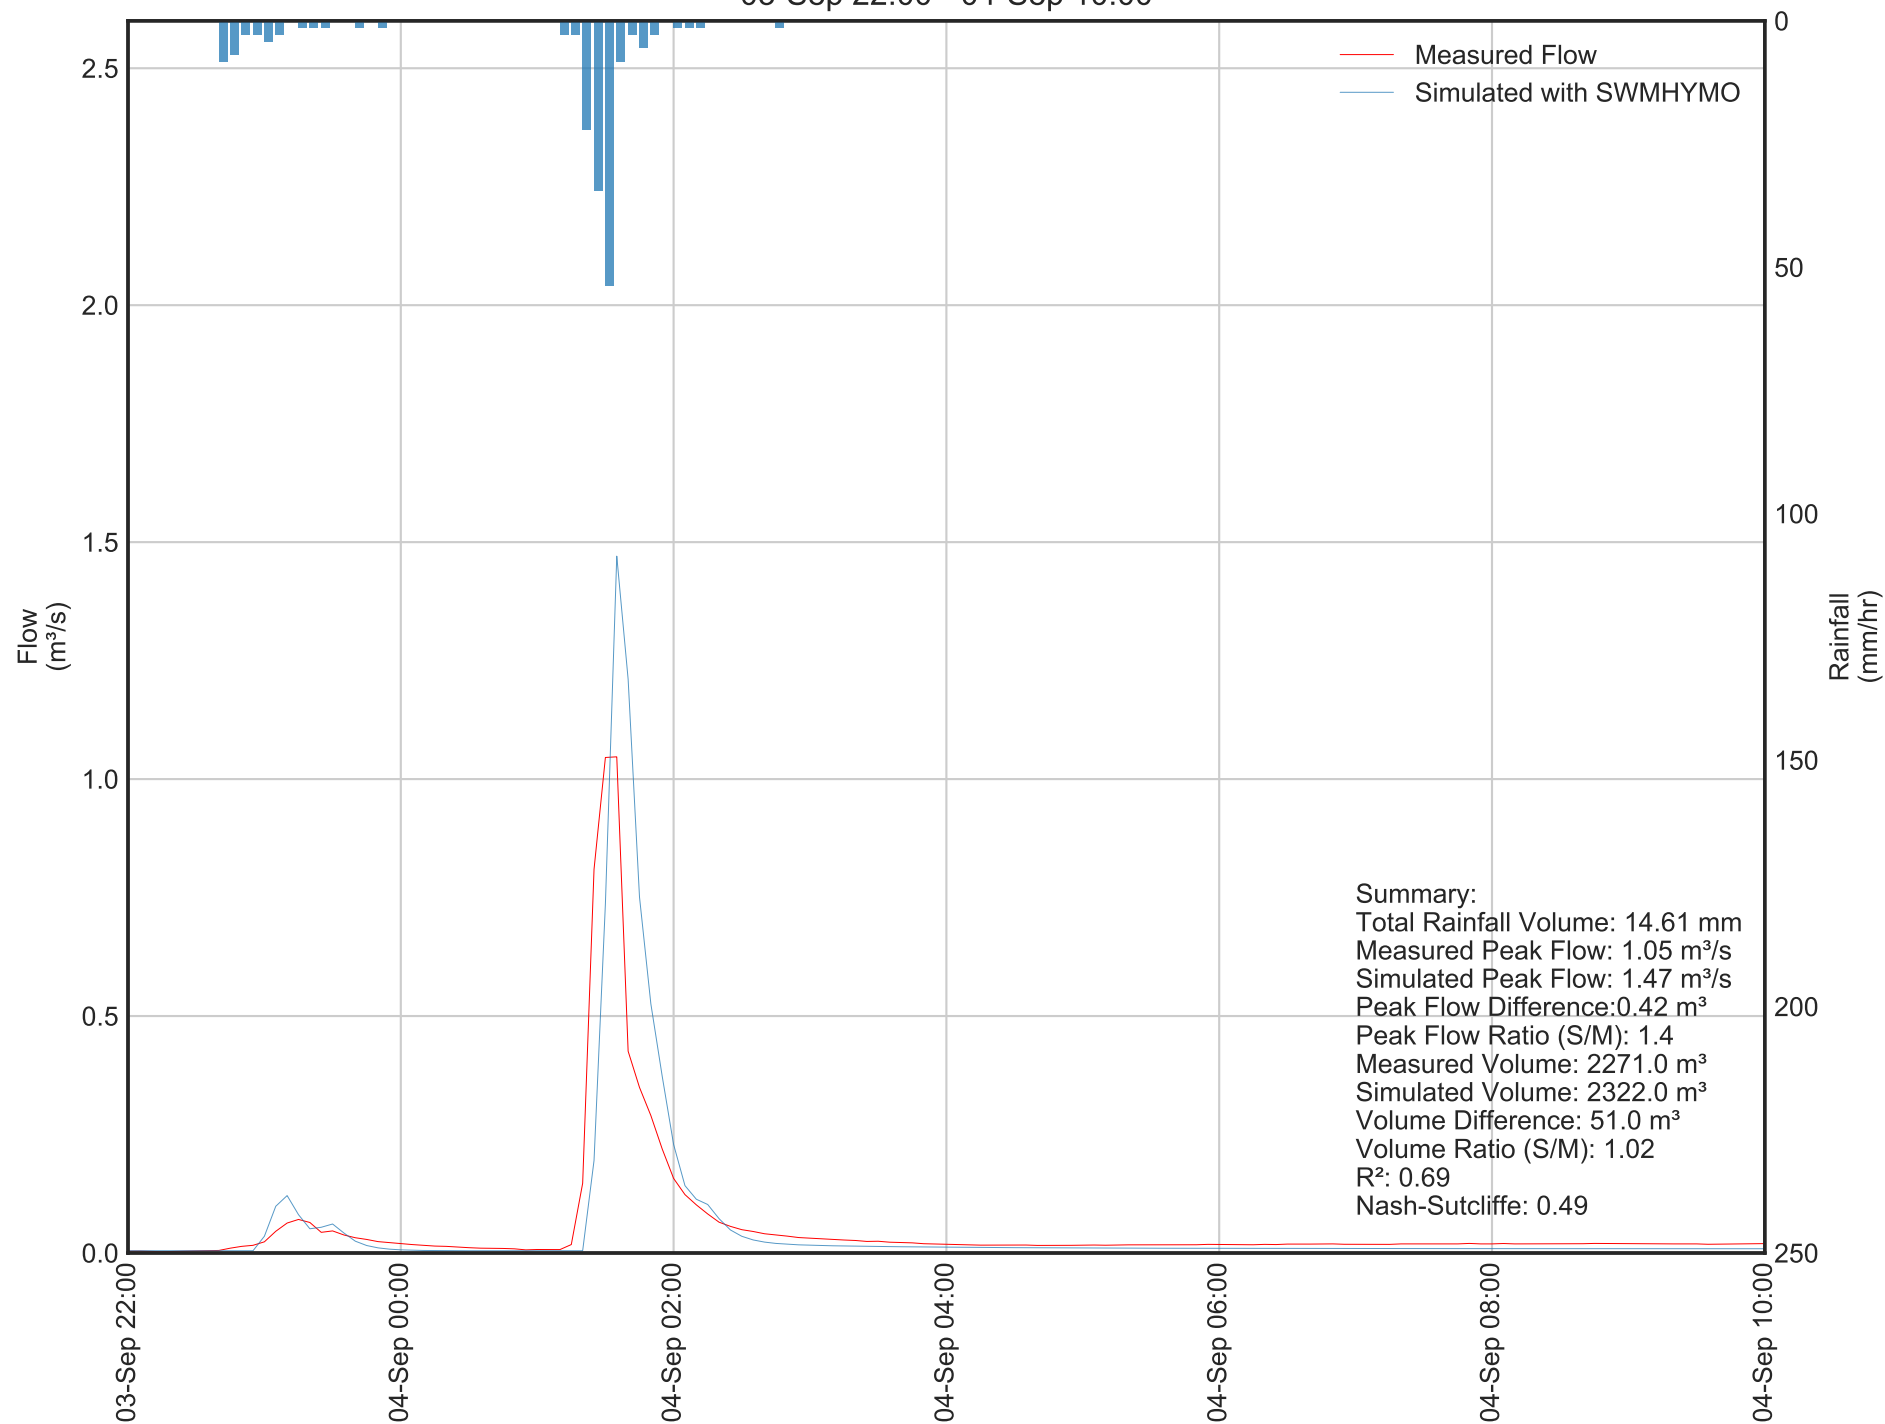 2.5
2.0
1.5
1.0
0.5
0.0
Flow
(m³/s)
0
50
100
150
200
250
Rainfall
(mm/hr)
Measured Flow
Simulated with SWMHYMO
Summary:
Total Rainfall Volume: 14.61 mm
Measured Peak Flow: 1.05 m³/s
Simulated Peak Flow: 1.47 m³/s
Peak Flow Difference:0.42 m³
Peak Flow Ratio (S/M): 1.4
Measured Volume: 2271.0 m³
Simulated Volume: 2322.0 m³
Volume Difference: 51.0 m³
Volume Ratio (S/M): 1.02
R²: 0.69
Nash-Sutcliffe: 0.49
03-Sep 22:00
04-Sep 00:00
04-Sep 02:00
04-Sep 04:00
04-Sep 06:00
04-Sep 08:00
04-Sep 10:00